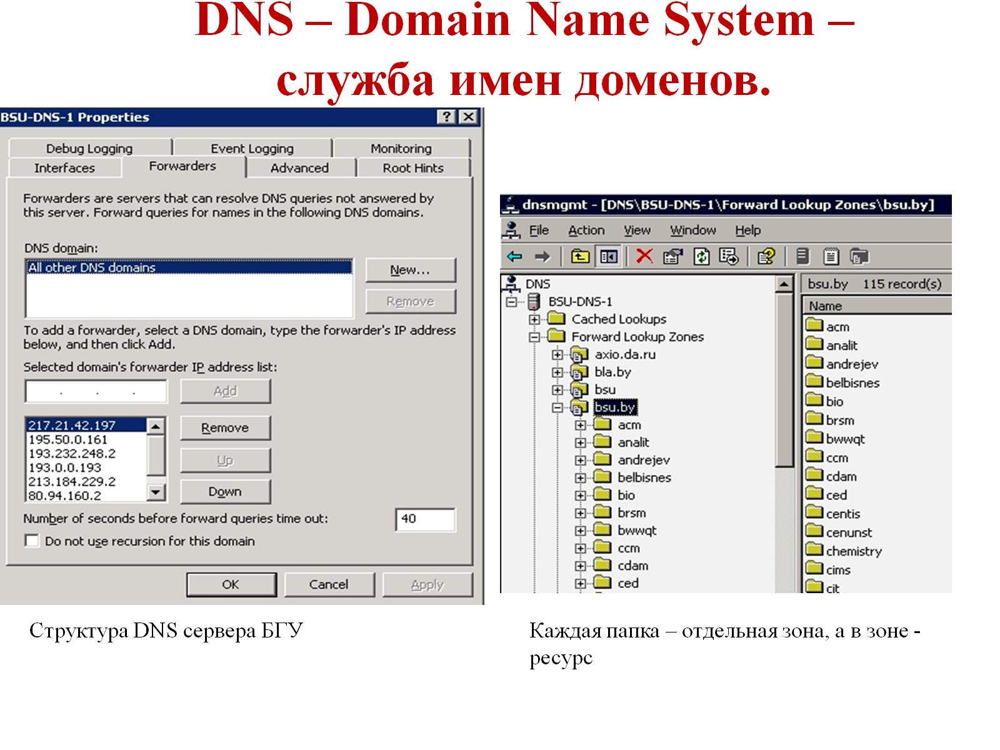 DNS – Domain Name System –
служба имен доменов.
BSU-DNS-1 Properties
Debug Logging
Event Logging
Monitoring
Interfaces
Forwarders
Advanced
Root Hints
Forwarders are servers that can resolve DNS queries not answered by
this server. Forward queries for names in the following DNS domains.
DNS domain:
All other DNS domains
New...
Remove
To add a forwarder, select a DNS domain, type the forwarder's IP address
below, and then click Add.
Selected domain's forwarder IP address list:
. . .
Add
217.21.42.197
195.50.0.161
193.232.248.2
193.0.0.193
213.184.229.2
80.94.160.2
Remove
Up
Down
Number of seconds before forward queries time out:
40
Do not use recursion for this domain
OK
Cancel
Apply
Структура DNS сервера БГУ
dnsmgmt - [DNS\BSU-DNS-1\Forward Lookup Zones\bsu.by]
File Action View Window Help
DNS
BSU-DNS-1
Cached Lookups
Forward Lookup Zones
axio.da.ru
bla.by
bsu
bsu.by
acm
analit
andrejev
belbisnes
bio
brsm
bwwqt
ccm
cdam
ced
bsu.by 115 record(s)
Name
acm
analit
andrejev
belbisnes
bio
brsm
bwwqt
ccm
cdam
ced
centis
cenunst
chemistry
cims
cit
Каждая папка – отдельная зона, а в зоне -
ресурс